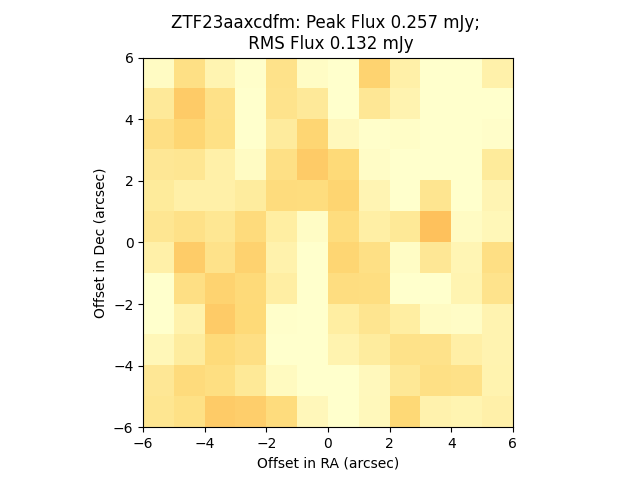 ZTF23aaxcdfm: Peak Flux 0.257 mJy;
RMS Flux 0.132 mJy
6
4
2
0
−2
−4
−6
Offset in Dec (arcsec)
−6 −4 −2 0 2 4 6
Offset in RA (arcsec)